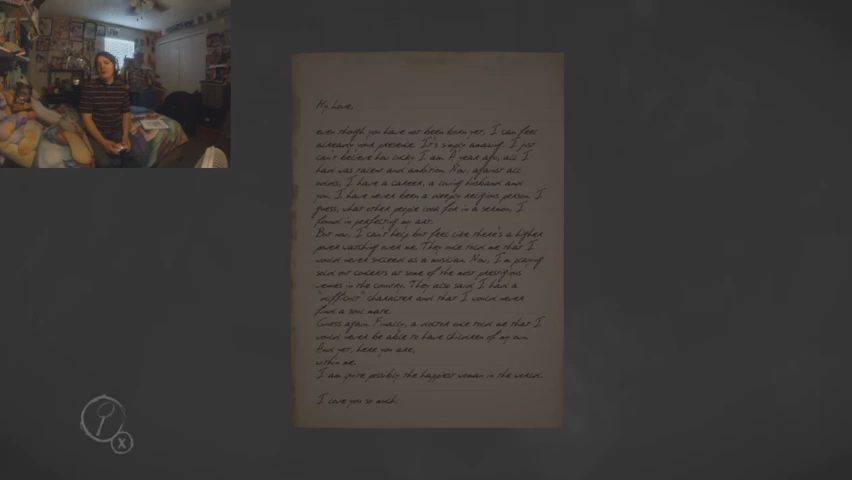 My Love,
even though you have not been born yet, I can feel
already your presence. It's simply amazing. I just
can't believe how lucky I am. A year ago, all I
had was talent and ambition. Now, against all
odds, I have a career, a loving husband and
you. I have never been a deeply religious person. I
guess, what other people look for in a sermon, I
found in perfecting my art.
But now, I can't help but feel like there's a higher
power watching over me. They once told me that I
would never succeed as a musician. Now, I'm playing
sold out concerts at some of the most prestigious
venues in the country. They also said I had a
"difficult" character and that I would never
find a soul mate.
Guess again. Finally, a doctor once told me that I
would never be able to have children of my own.
And yet, here you are,
within me.
I am quite possibly the happiest woman in the world.
I love you so much.
X